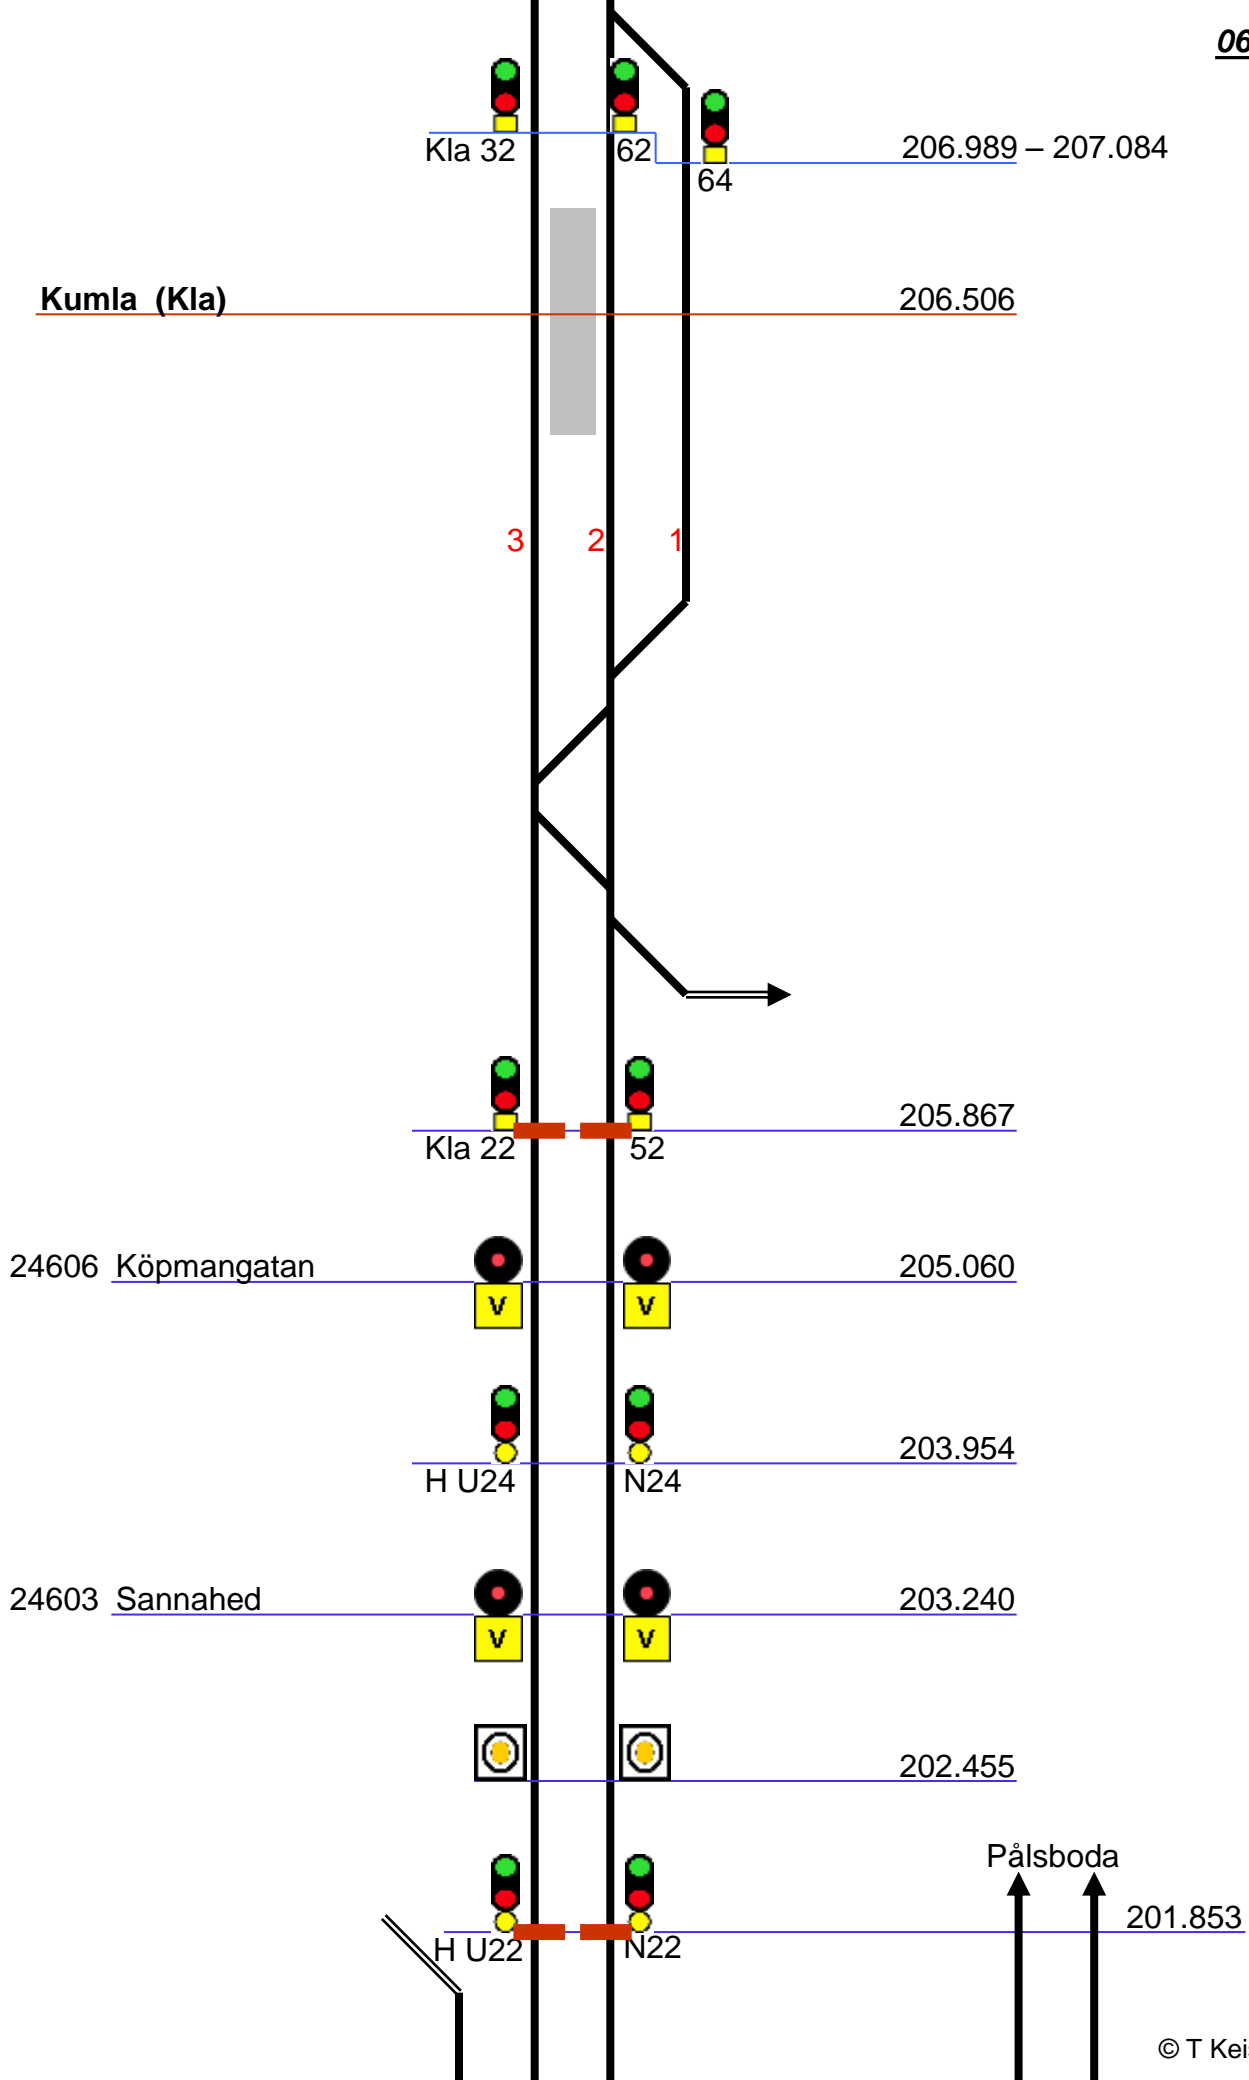 06
Kla 32 62 206.989 – 207.084
64
Kumla (Kla) 206.506
3 2 1
205.867
Kla 22 52
24606 Köpmangatan 205.060
V V
203.954
H U24 N24
24603 Sannahed 203.240
V V
202.455
Pålsboda
201.853
H U22 N22
© T Kei